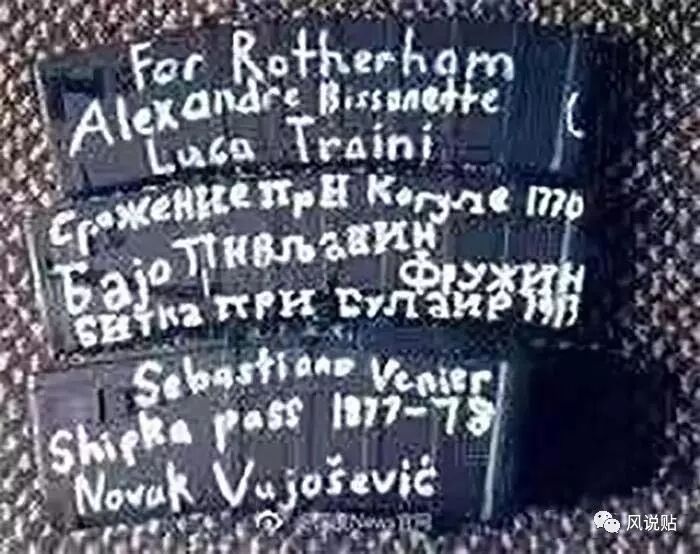 For Rotherham
Alexandre Bissonette
Luca Traini
Сражение при Кагуле 1770
Бајо Пивљанин
Фружин
Битка при Булаир 1913
Sebastiano Venier
Shipka pass 1877-78
Novak Vujošević
News
风说贴